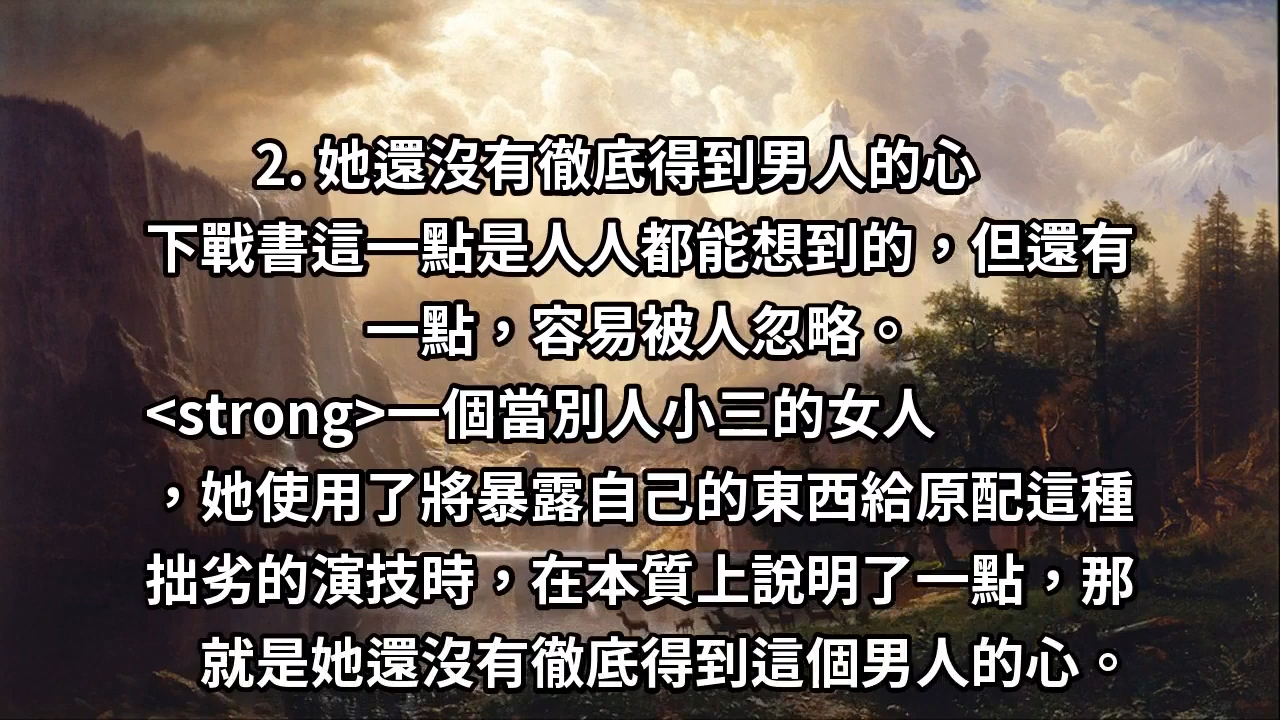 2. 她還沒有徹底得到男人的心
下戰書這一點是人人都能想到的，但還有
一點，容易被人忽略。
<strong>一個當別人小三的女人
，她使用了將暴露自己的東西給原配這種
拙劣的演技時，在本質上說明了一點，那
就是她還沒有徹底得到這個男人的心。